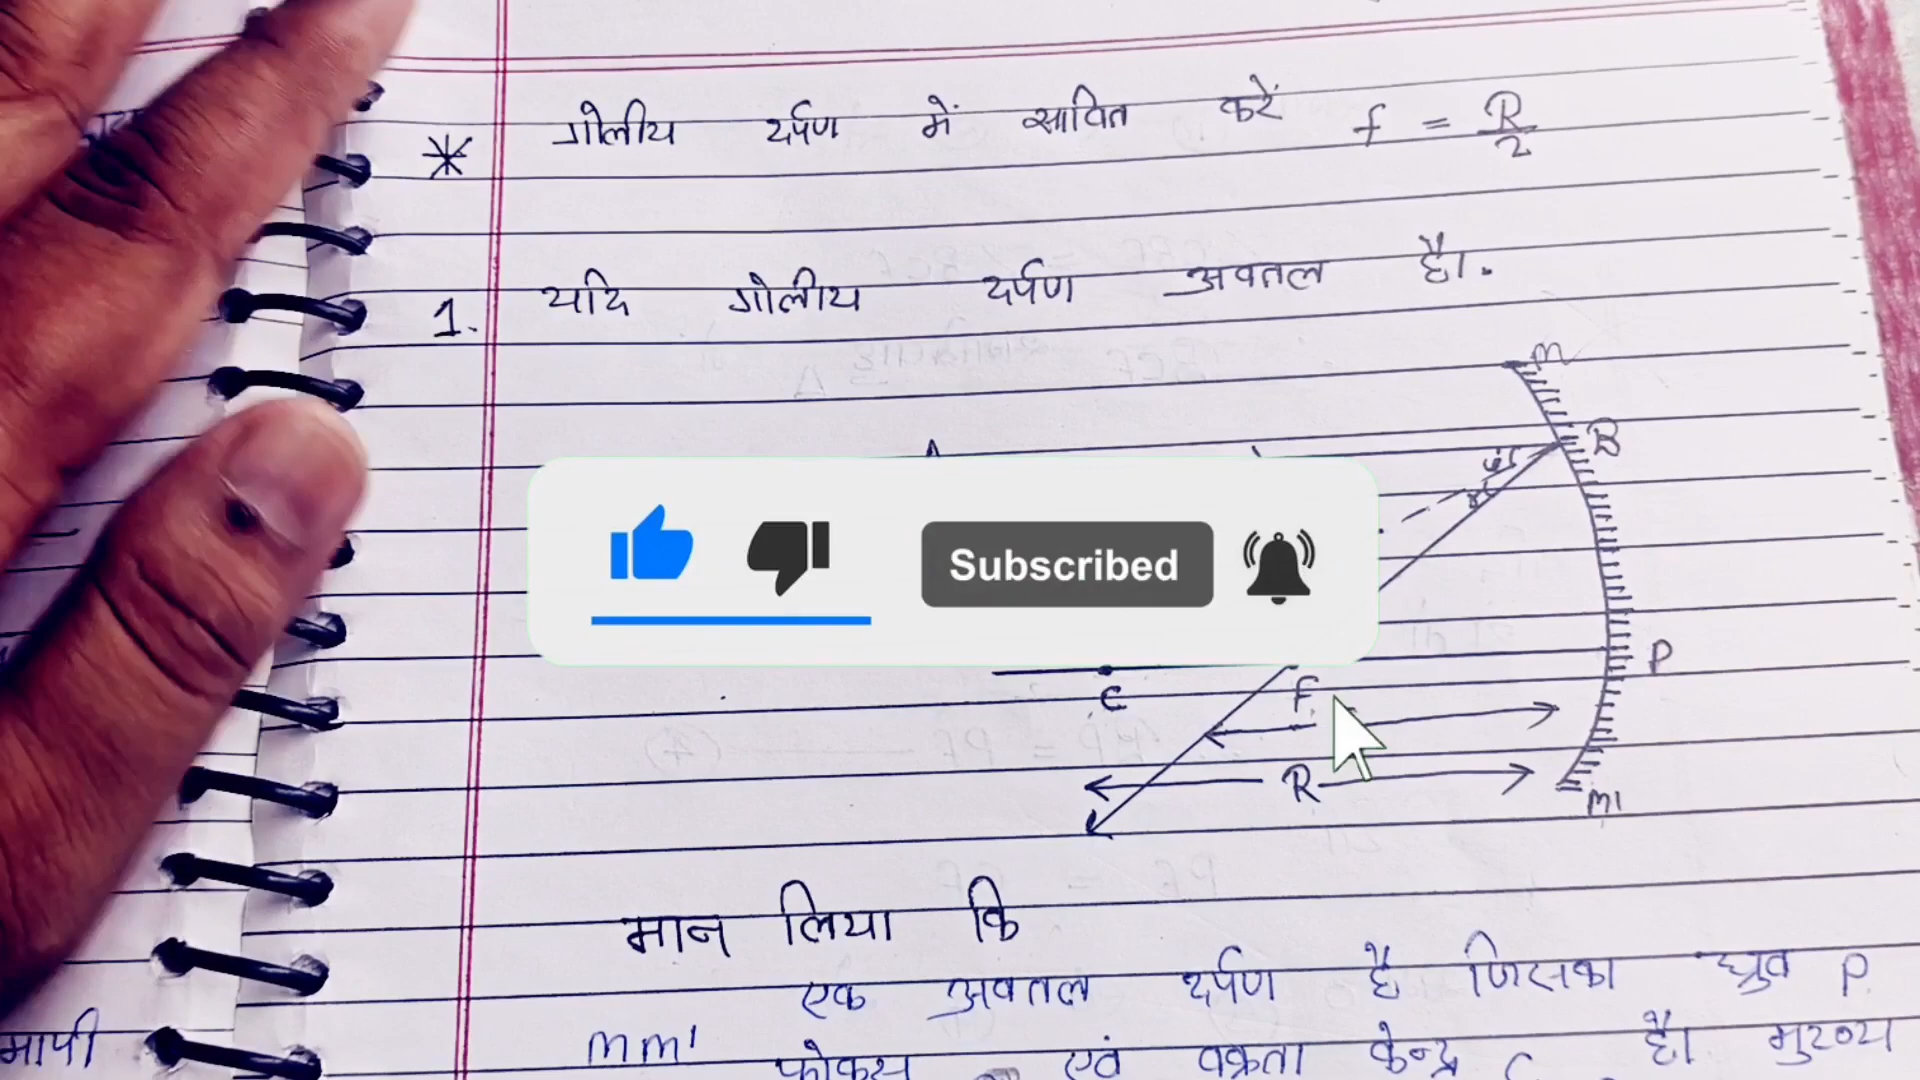 * गोलीय दर्पण में सावित करें f = R/2
1. यदि गोलीय दर्पण अवतल है।.
M
B
i
r
Subscribed
P
C
F
R
M1
मान लिया कि
एक अवतल दर्पण है जिसका ध्रुव P
मापी
MM' फोकस एवं वक्रता केन्द्र C है। मुख्य